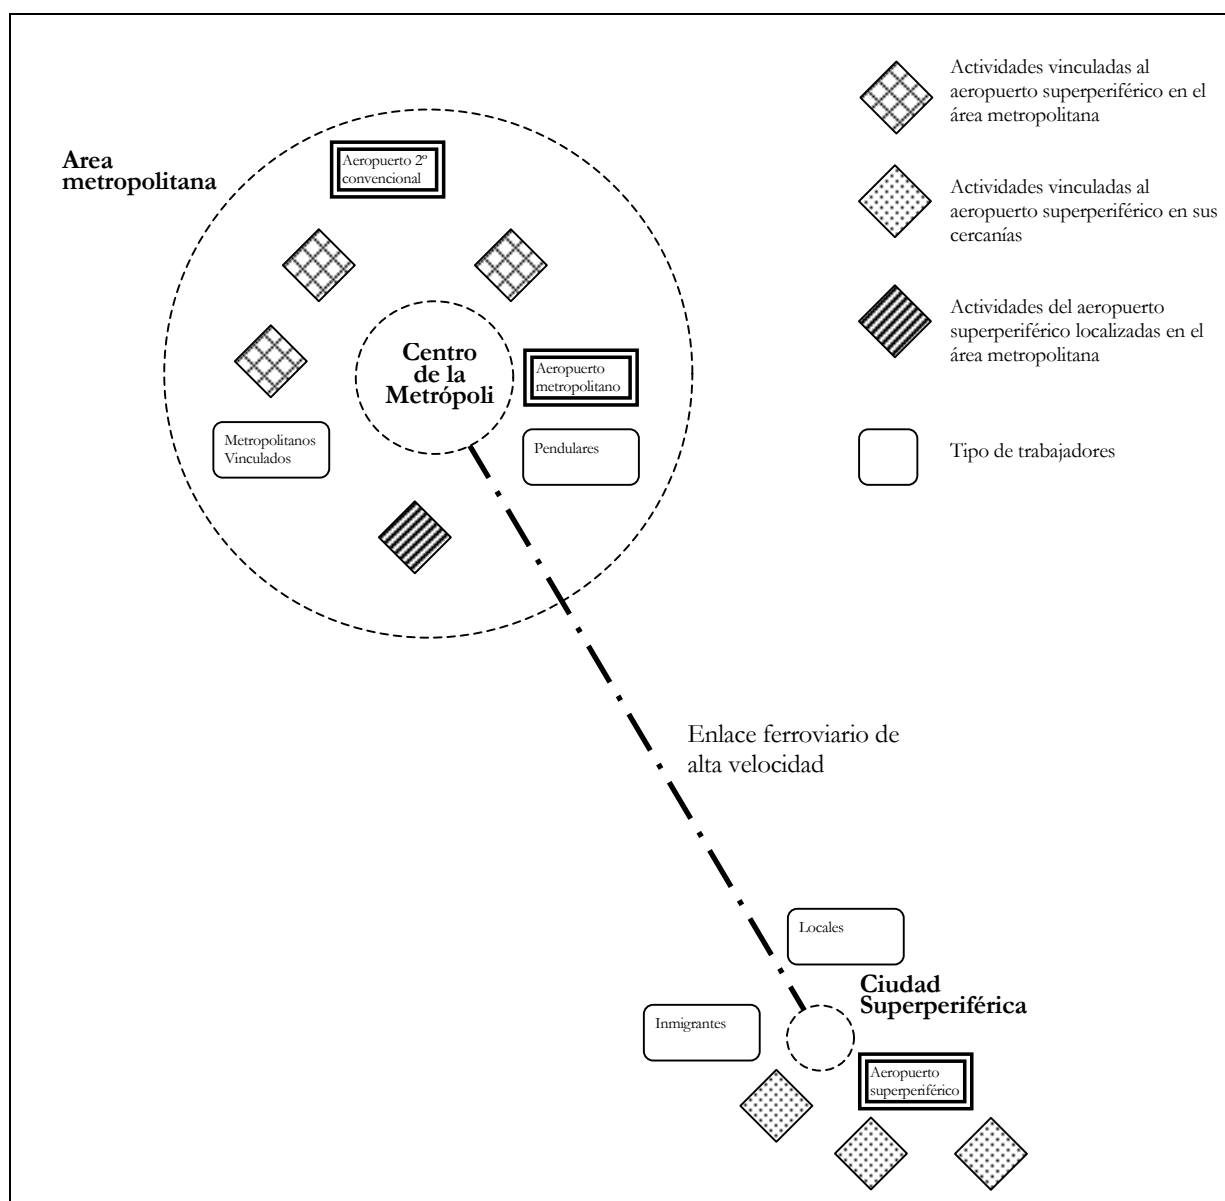 Actividades vinculadas al
aeropuerto superperiférico en el
área metropolitana
Area
metropolitana
Aeropuerto 2º
convencional
Actividades vinculadas al
aeropuerto superperiférico en sus
cercanías
Actividades del aeropuerto
superperiférico localizadas en el
área metropolitana
Centro
de la
Metrópoli
Aeropuerto
metropolitano
Metropolitanos
Vinculados
Pendulares
Tipo de trabajadores
Enlace ferroviario de
alta velocidad
Locales
Ciudad
Superperiférica
Inmigrantes
Aeropuerto
superperiférico